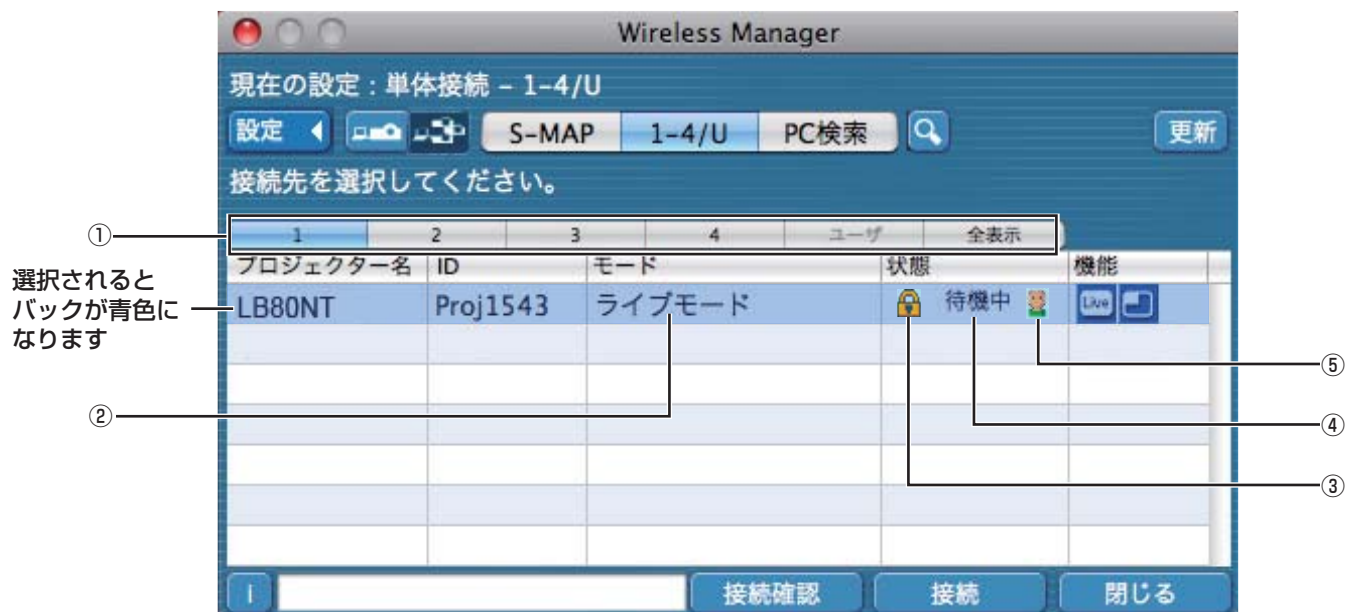 Wireless Manager
現在の設定：単体接続 – 1-4/U
設定 S-MAP 1-4/U PC検索 更新
接続先を選択してください。
①
1 2 3 4 ユーザ 全表示
プロジェクター名 ID モード 状態 機能
選択されると
バックが青色に
なります
LB80NT Proj1543 ライブモード 待機中 Live
⑤
②
④
③
i 接続確認 接続 閉じる